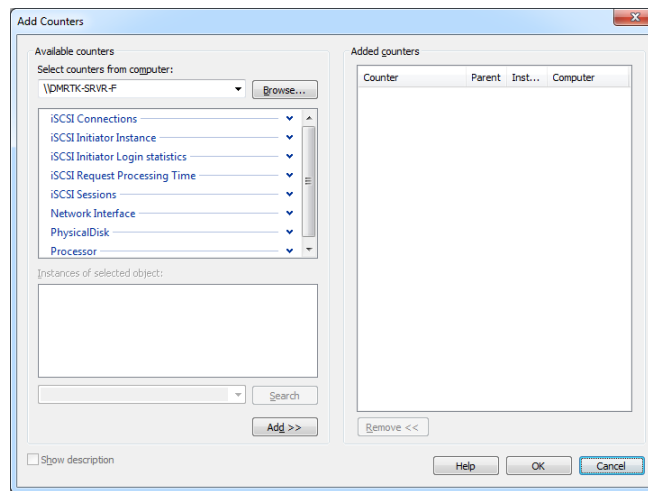 Add Counters
Available counters
Select counters from computer:
\\DMRTK-SRVR-F
Browse...
iSCSI Connections
iSCSI Initiator Instance
iSCSI Initiator Login statistics
iSCSI Request Processing Time
iSCSI Sessions
Network Interface
PhysicalDisk
Processor
Instances of selected object:
Search
Add >>
Show description
Added counters
Counter Parent Inst... Computer
Remove <<
Help OK Cancel